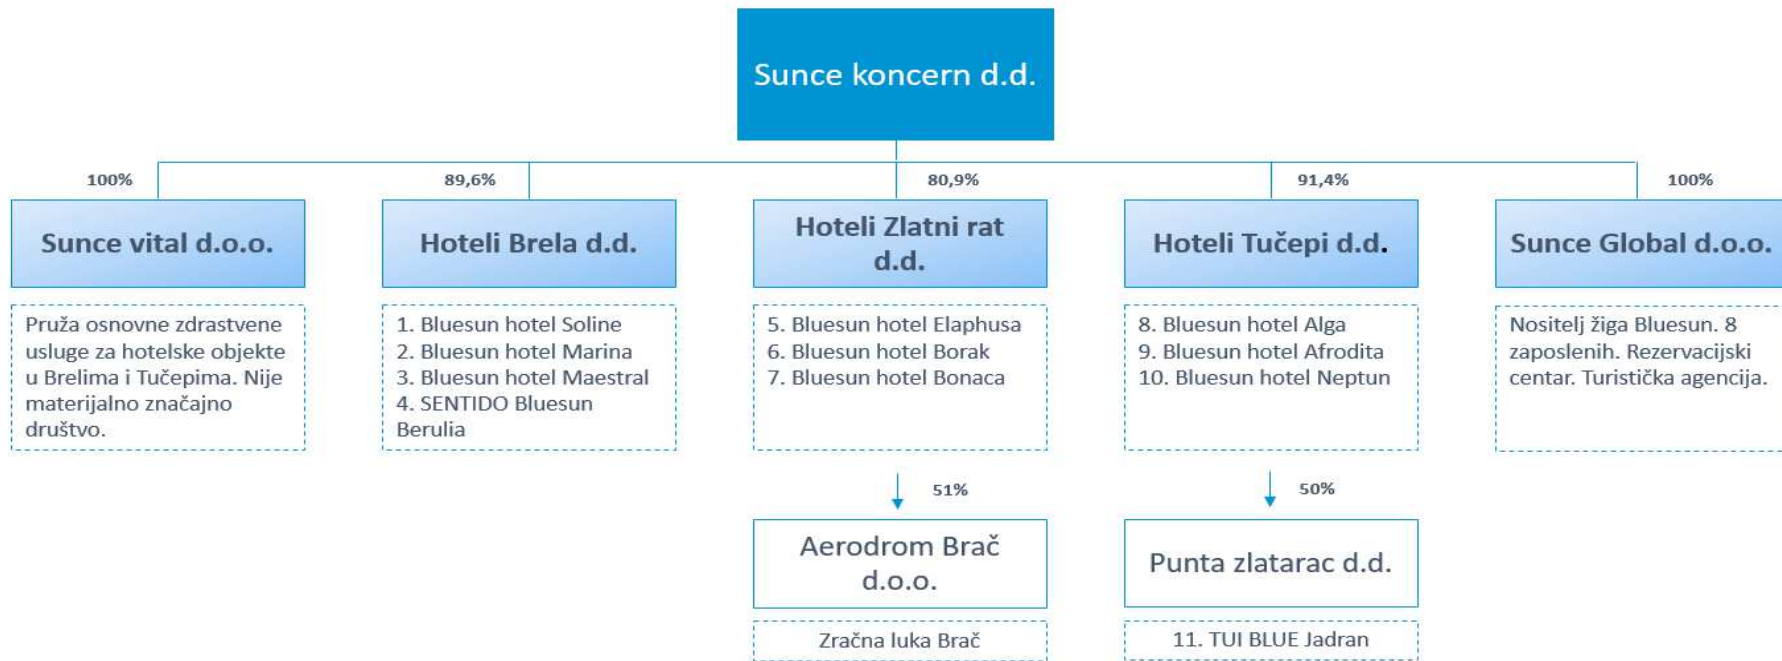 Sunce koncern d.d.
100%
89,6%
80,9%
91,4%
100%
Sunce vital d.o.o.
Hoteli Brela d.d.
Hoteli Zlatni rat
d.d.
Hoteli Tučepi d.d.
Sunce Global d.o.o.
Pruža osnovne zdrastvene
usluge za hotelske objekte
u Brelima i Tučepima. Nije
materijalno značajno
društvo.
1. Bluesun hotel Soline
2. Bluesun hotel Marina
3. Bluesun hotel Maestral
4. SENTIDO Bluesun
Berulia
5. Bluesun hotel Elaphusa
6. Bluesun hotel Borak
7. Bluesun hotel Bonaca
8. Bluesun hotel Alga
9. Bluesun hotel Afrodita
10. Bluesun hotel Neptun
Nositelj žiga Bluesun. 8
zaposlenih. Rezervacijski
centar. Turistička agencija.
51%
50%
Aerodrom Brač
d.o.o.
Punta zlatarac d.d.
Zračna luka Brač
11. TUI BLUE Jadran